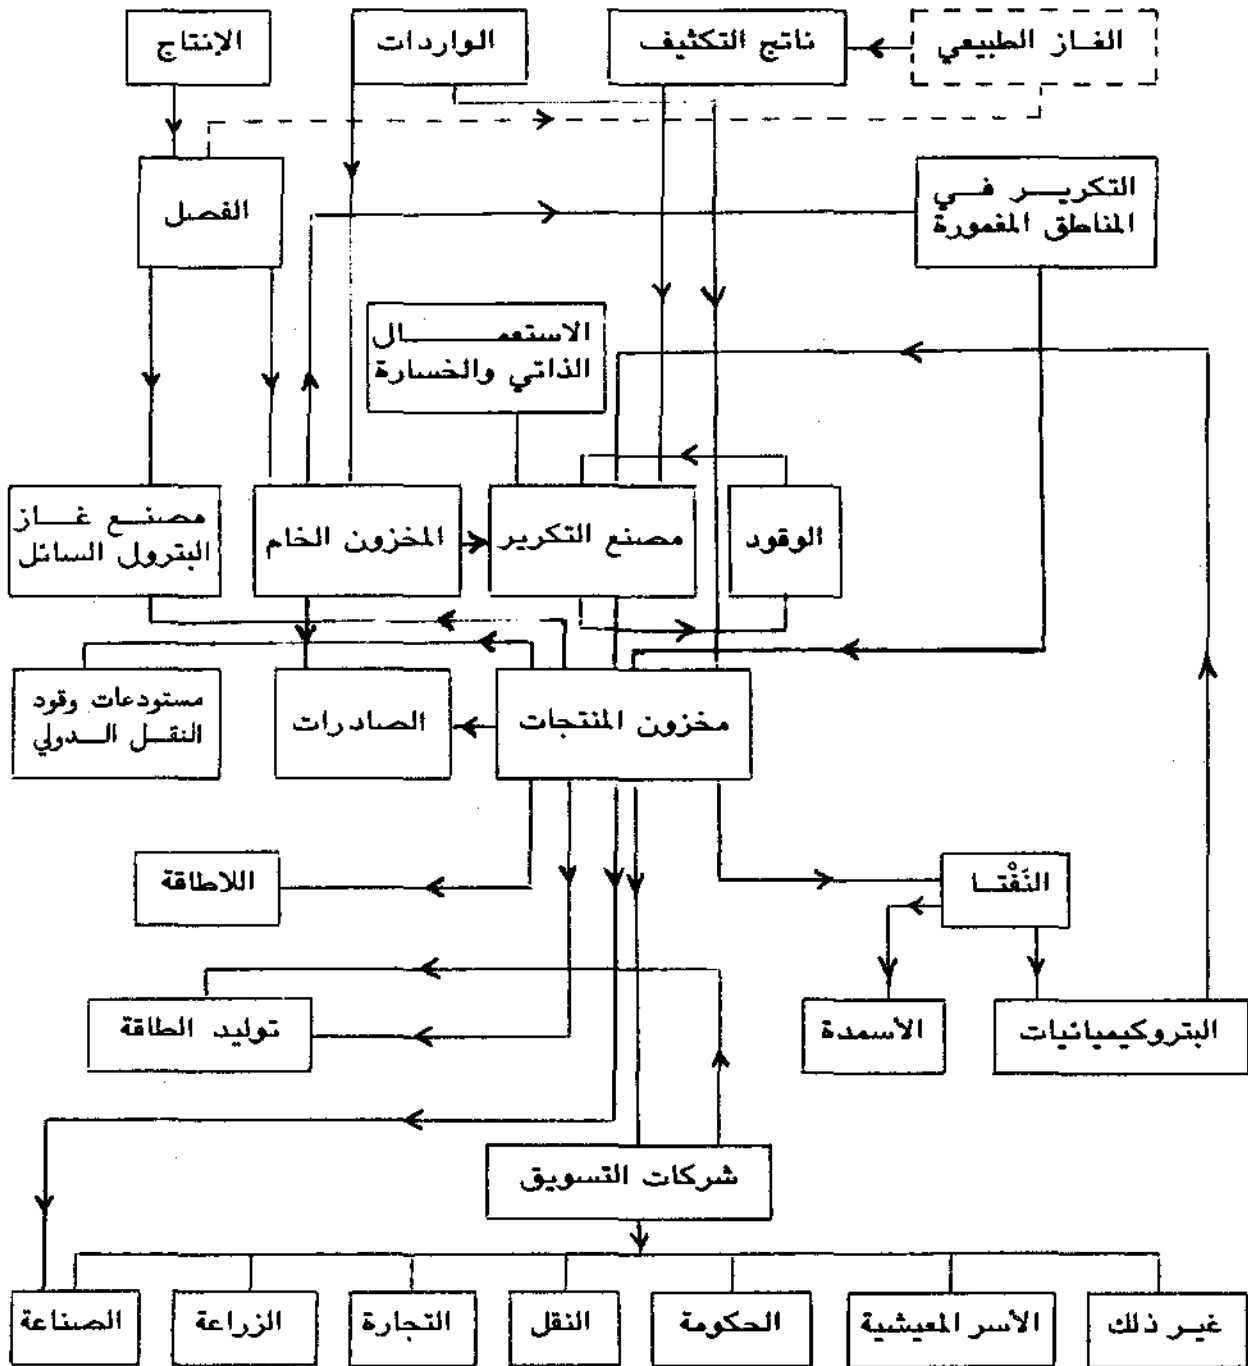 الغاز الطبيعي
ناتج التكثيف
الواردات
الإنتاج
التكرير في
المناطق المغمورة
الفصل
الاستعمال
الذاتي والخسارة
الوقود
مصنع التكرير
المخزون الخام
مصنع غاز
البترول السائل
مخزون المنتجات
الصادرات
مستودعات وقود
النقل الدولي
النَفْتا
اللاطاقة
البتروكيميائيات
الأسمدة
توليد الطاقة
شركات التسويق
غير ذلك
الأسر المعيشية
الحكومة
النقل
التجارة
الزراعة
الصناعة